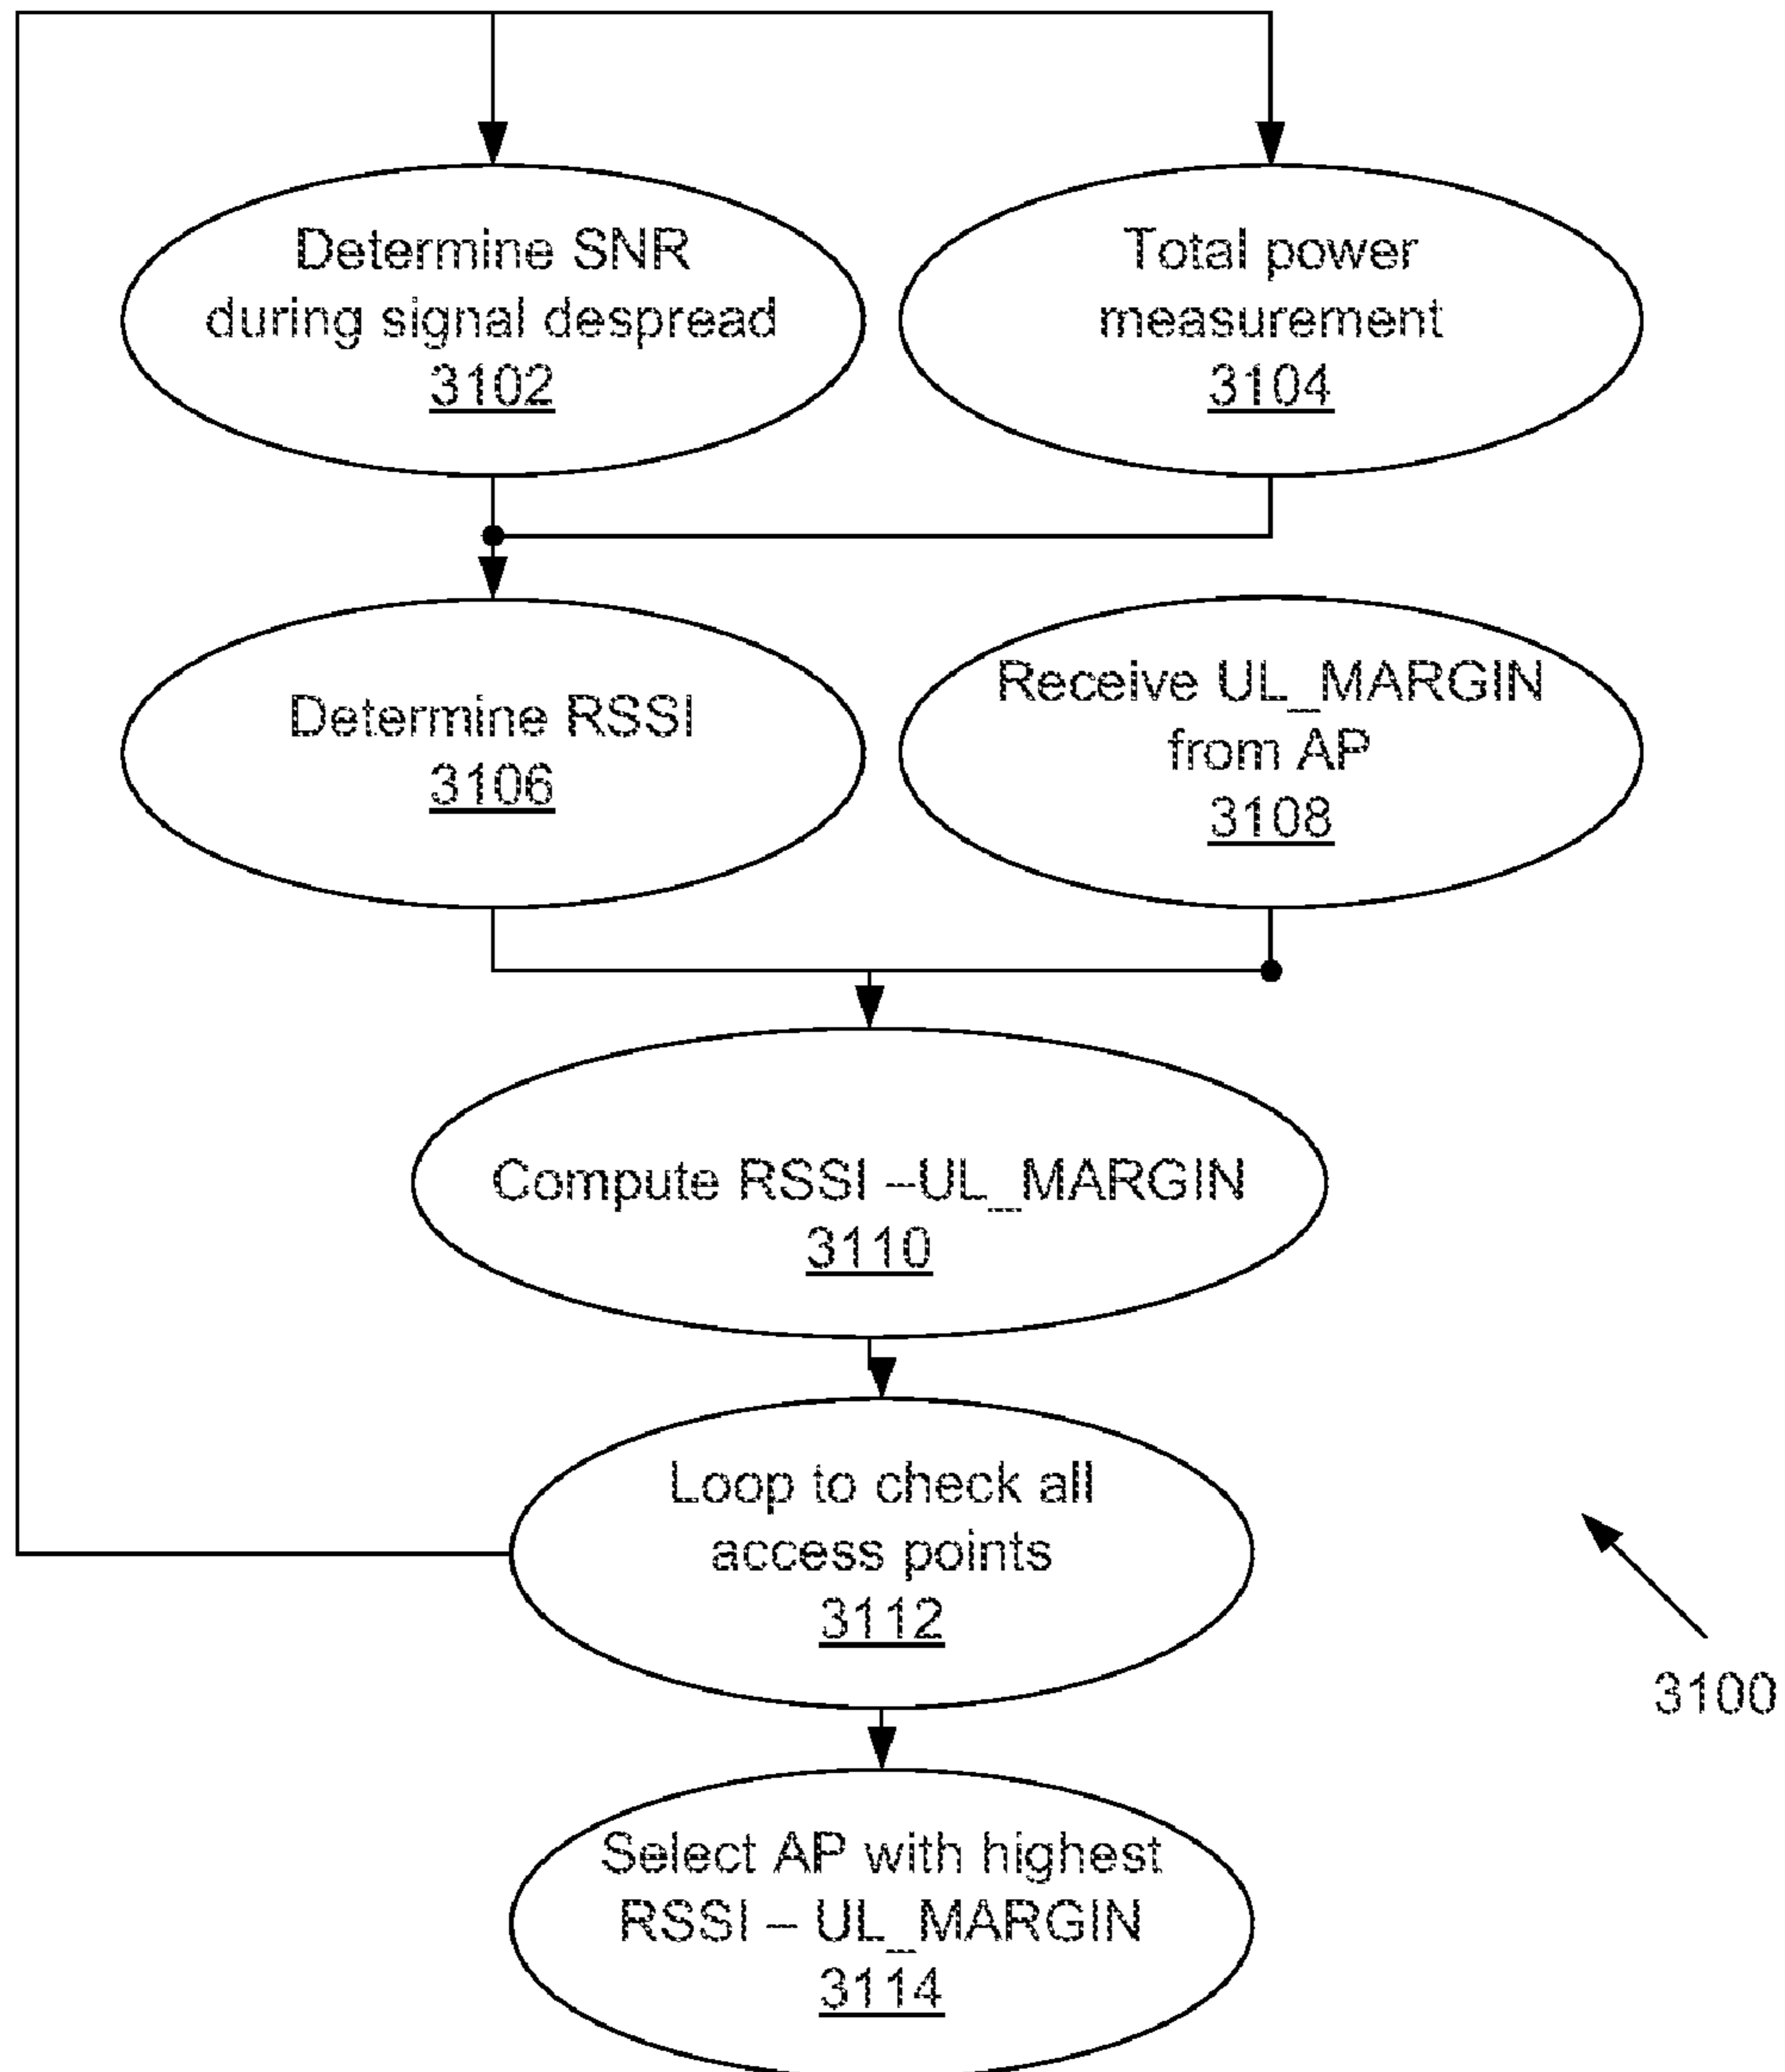 Determine SNR
during signal despread
3102
Total power
measurement
3104
Determine RSSI
3106
Receive UL_MARGIN
from AP
3108
Compute RSSI –UL_MARGIN
3110
Loop to check all
access points
3112
3100
Select AP with highest
RSSI – UL_MARGIN
3114